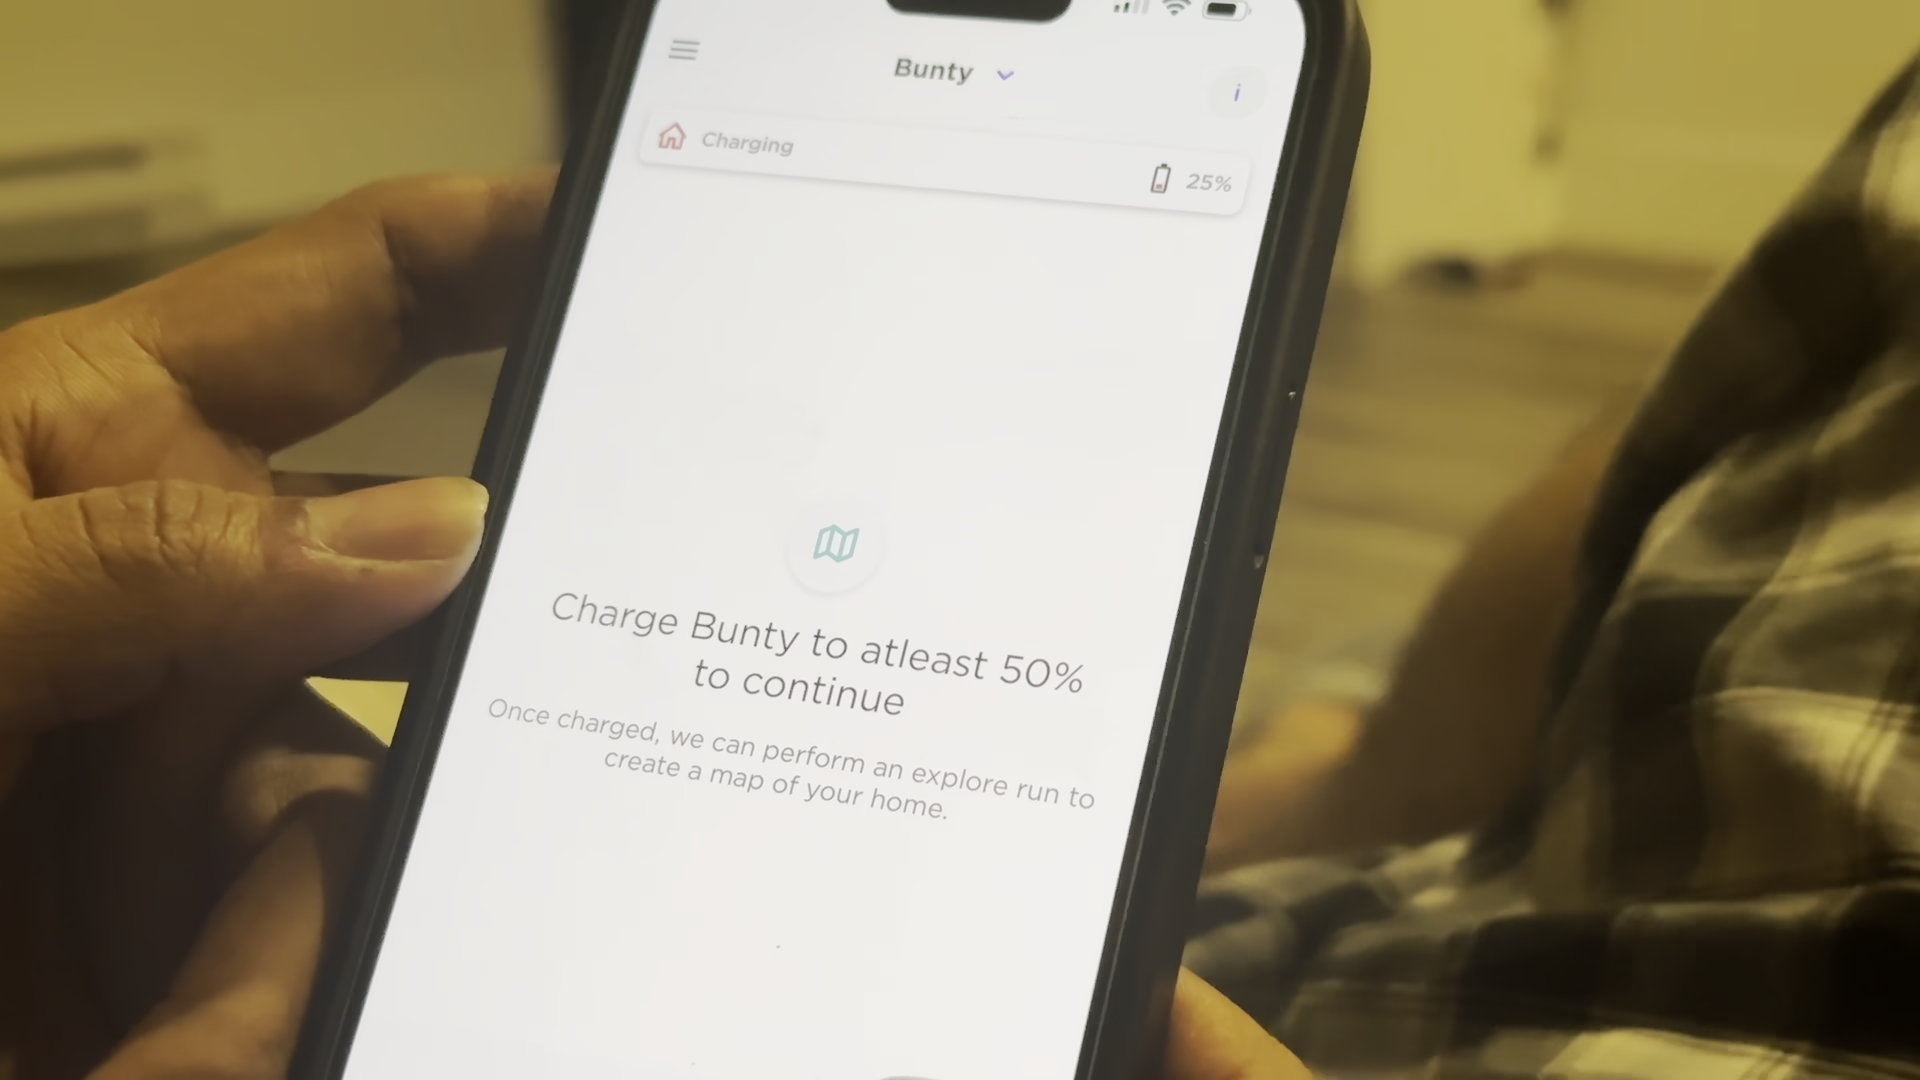 Bunty
i
Charging
25%
Charge Bunty to atleast 50%
to continue
Once charged, we can perform an explore run to
create a map of your home.